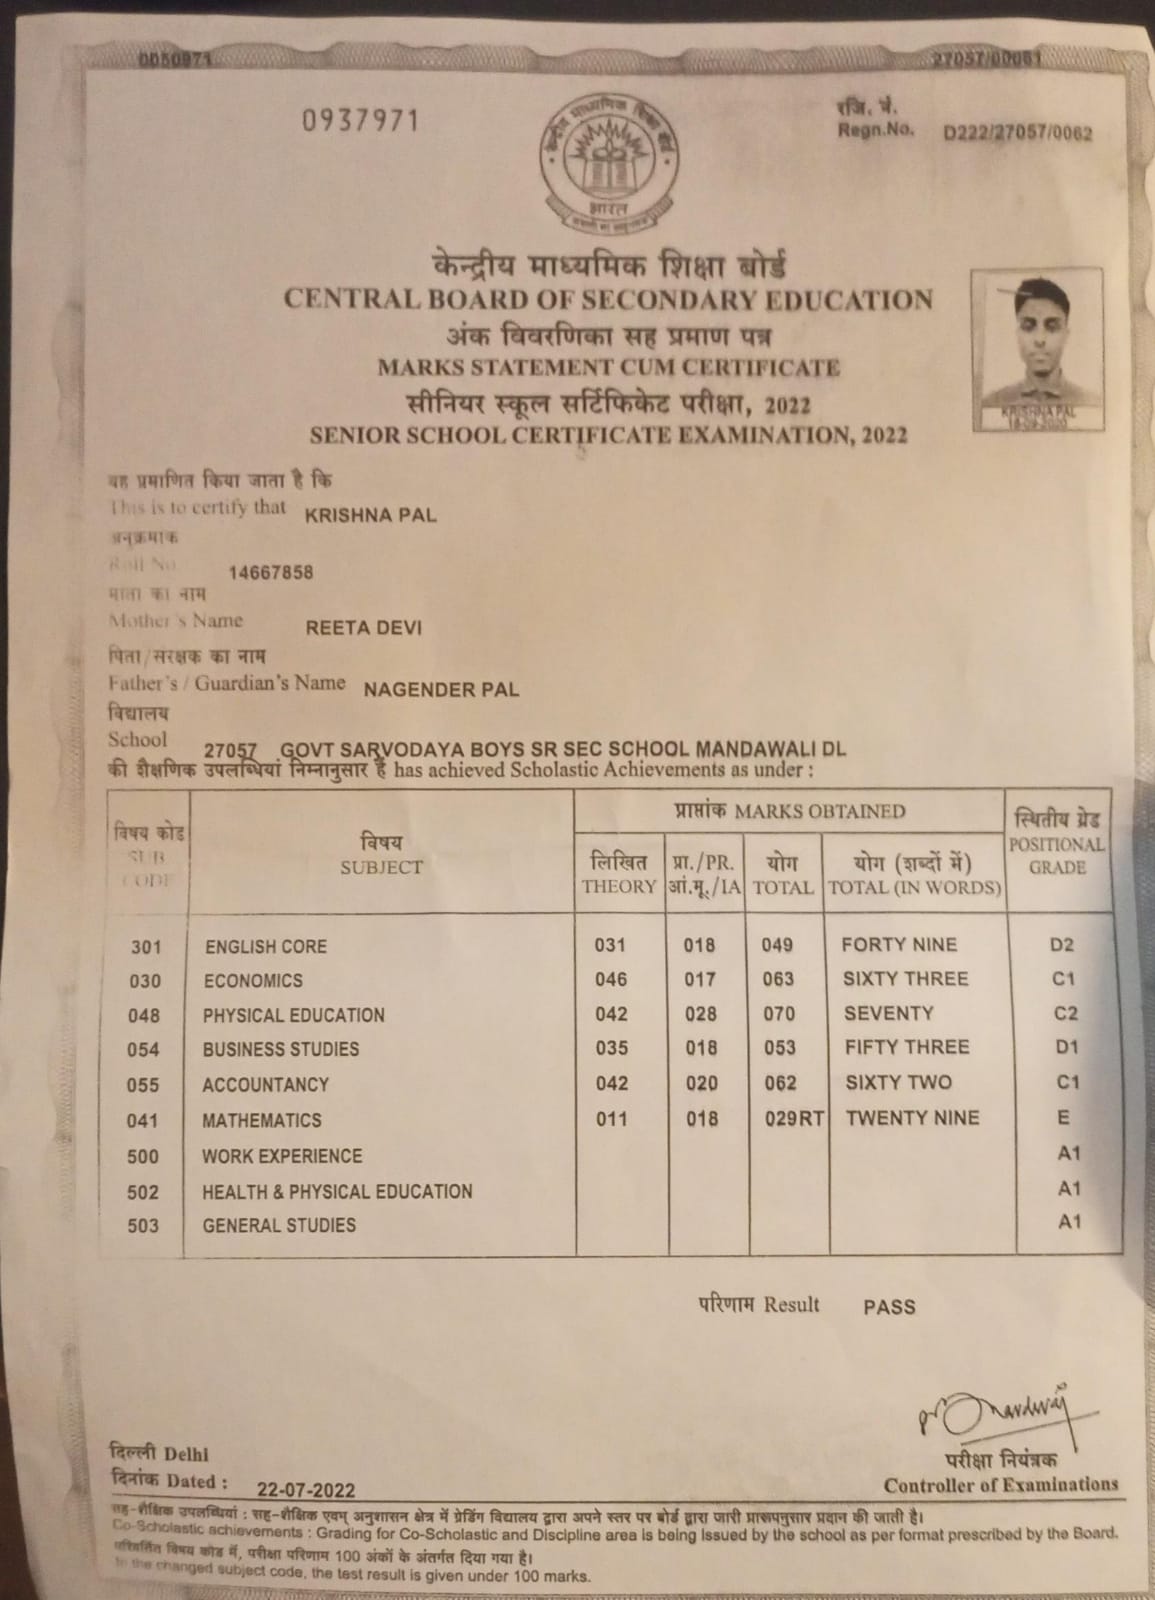 0050971
27057/00061
0937971
रजि. नं.
Regn.No. D222/27057/0062
केन्द्रीय माध्यमिक शिक्षा बोर्ड
भारत
केन्द्रीय माध्यमिक शिक्षा बोर्ड
CENTRAL BOARD OF SECONDARY EDUCATION
अंक विवरणिका सह प्रमाण पत्र
MARKS STATEMENT CUM CERTIFICATE
सीनियर स्कूल सर्टिफिकेट परीक्षा, 2022
SENIOR SCHOOL CERTIFICATE EXAMINATION, 2022
KRISHNA PAL
18-09-2020
यह प्रमाणित किया जाता है कि
This is to certify that KRISHNA PAL
अनुक्रमांक
Roll No. 14667858
माता का नाम
Mother's Name REETA DEVI
पिता/संरक्षक का नाम
Father's / Guardian's Name NAGENDER PAL
विद्यालय
School 27057 GOVT SARVODAYA BOYS SR SEC SCHOOL MANDAWALI DL
की शैक्षणिक उपलब्धियां निम्नानुसार हैं has achieved Scholastic Achievements as under :
विषय कोड SUB CODE
विषय SUBJECT
प्राप्तांक MARKS OBTAINED
लिखित THEORY
प्रा./PR. आं.मू./IA
योग TOTAL
योग (शब्दों में) TOTAL (IN WORDS)
स्थितीय ग्रेड POSITIONAL GRADE
301 ENGLISH CORE 031 018 049 FORTY NINE D2
030 ECONOMICS 046 017 063 SIXTY THREE C1
048 PHYSICAL EDUCATION 042 028 070 SEVENTY C2
054 BUSINESS STUDIES 035 018 053 FIFTY THREE D1
055 ACCOUNTANCY 042 020 062 SIXTY TWO C1
041 MATHEMATICS 011 018 029RT TWENTY NINE E
500 WORK EXPERIENCE A1
502 HEALTH & PHYSICAL EDUCATION A1
503 GENERAL STUDIES A1
परिणाम Result PASS
दिल्ली Delhi
दिनांक Dated : 22-07-2022
परीक्षा नियंत्रक
Controller of Examinations
सह-शैक्षिक उपलब्धियां : सह-शैक्षिक एवम् अनुशासन क्षेत्र में ग्रेडिंग विद्यालय द्वारा अपने स्तर पर बोर्ड द्वारा जारी प्रारूपनुसार प्रदान की जाती है।
Co-Scholastic achievements : Grading for Co-Scholastic and Discipline area is being Issued by the school as per format prescribed by the Board.
परिवर्तित विषय कोड में, परीक्षा परिणाम 100 अंकों के अंतर्गत दिया गया है।
In the changed subject code, the test result is given under 100 marks.